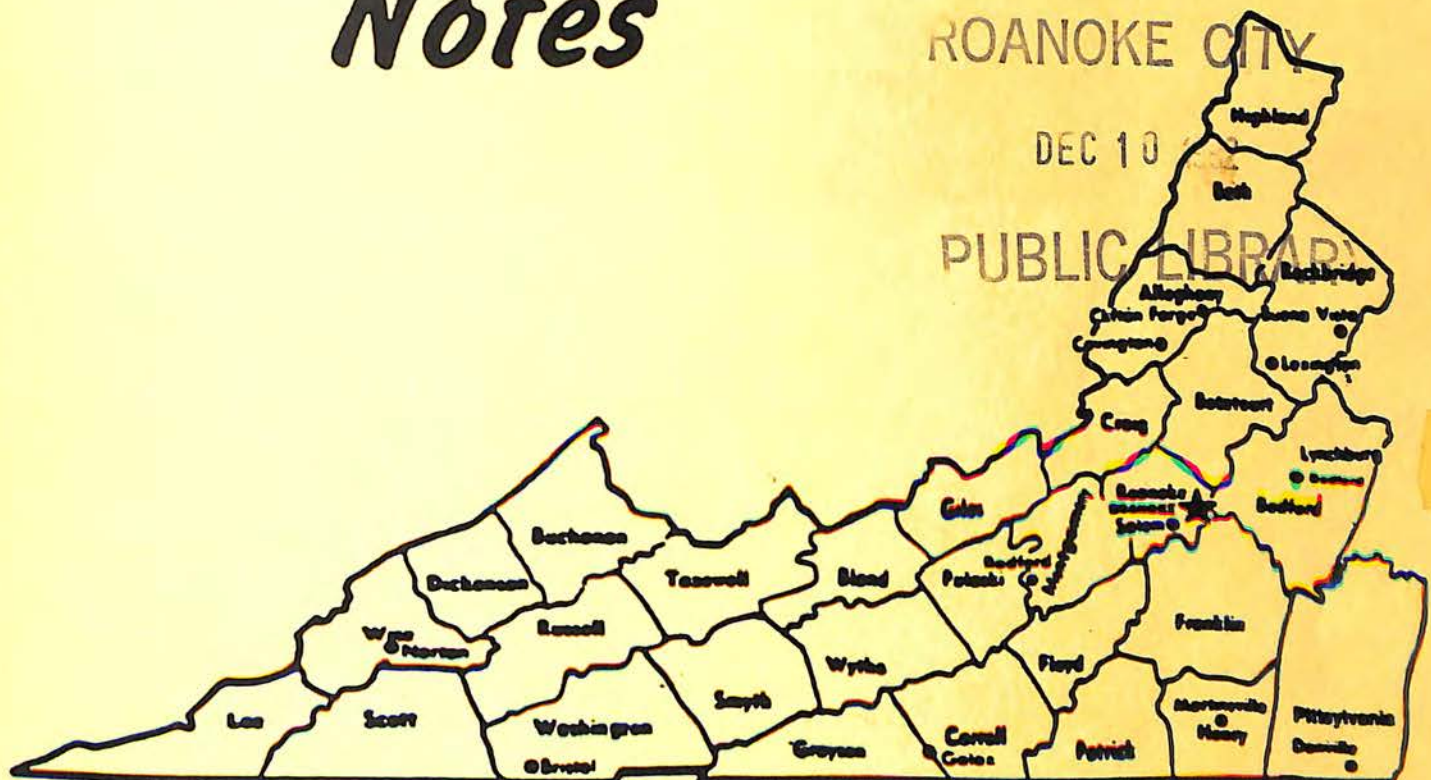 Notes
ROANOKE CITY
DEC 10
PUBLIC LIBRARY
Highland
Bath
Rockbridge
Alleghany
Clifton Forge
Buena Vista
Covington
Lexington
Botetourt
Craig
Lynchburg
Bedford
Giles
Roanoke
Salem
Bedford
Buchanan
Dickenson
Tazewell
Bland
Pulaski
Montgomery
Wise
Norton
Russell
Wythe
Floyd
Franklin
Lee
Scott
Washington
Smyth
Grayson
Carroll
Galax
Patrick
Martinsville
Henry
Pittsylvania
Danville
Bristol